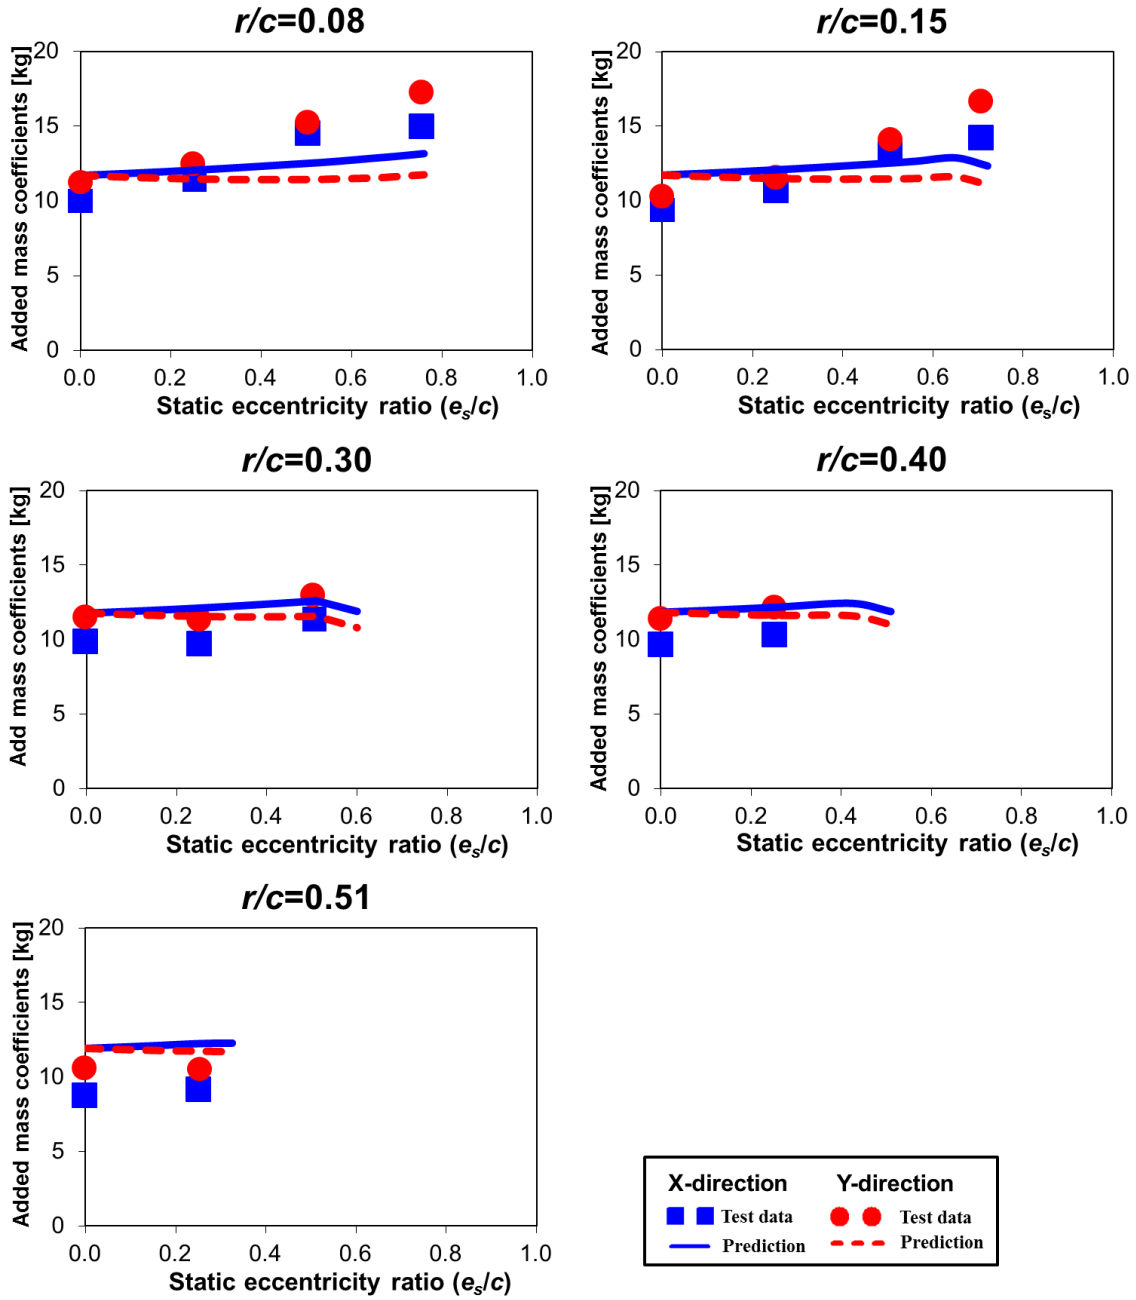 r/c=0.08
Added mass coefficients [kg]
20
15
10
5
0
0.0 0.2 0.4 0.6 0.8 1.0
Static eccentricity ratio (es/c)
r/c=0.15
Added mass coefficients [kg]
20
15
10
5
0
0.0 0.2 0.4 0.6 0.8 1.0
Static eccentricity ratio (es/c)
r/c=0.30
Add mass coefficients [kg]
20
15
10
5
0
0.0 0.2 0.4 0.6 0.8 1.0
Static eccentricity ratio (es/c)
r/c=0.40
Added mass coefficients [kg]
20
15
10
5
0
0.0 0.2 0.4 0.6 0.8 1.0
Static eccentricity ratio (es/c)
r/c=0.51
Added mass coefficients [kg]
20
15
10
5
0
0.0 0.2 0.4 0.6 0.8 1.0
Static eccentricity ratio (es/c)
X-direction Y-direction
Test data Test data
Prediction Prediction